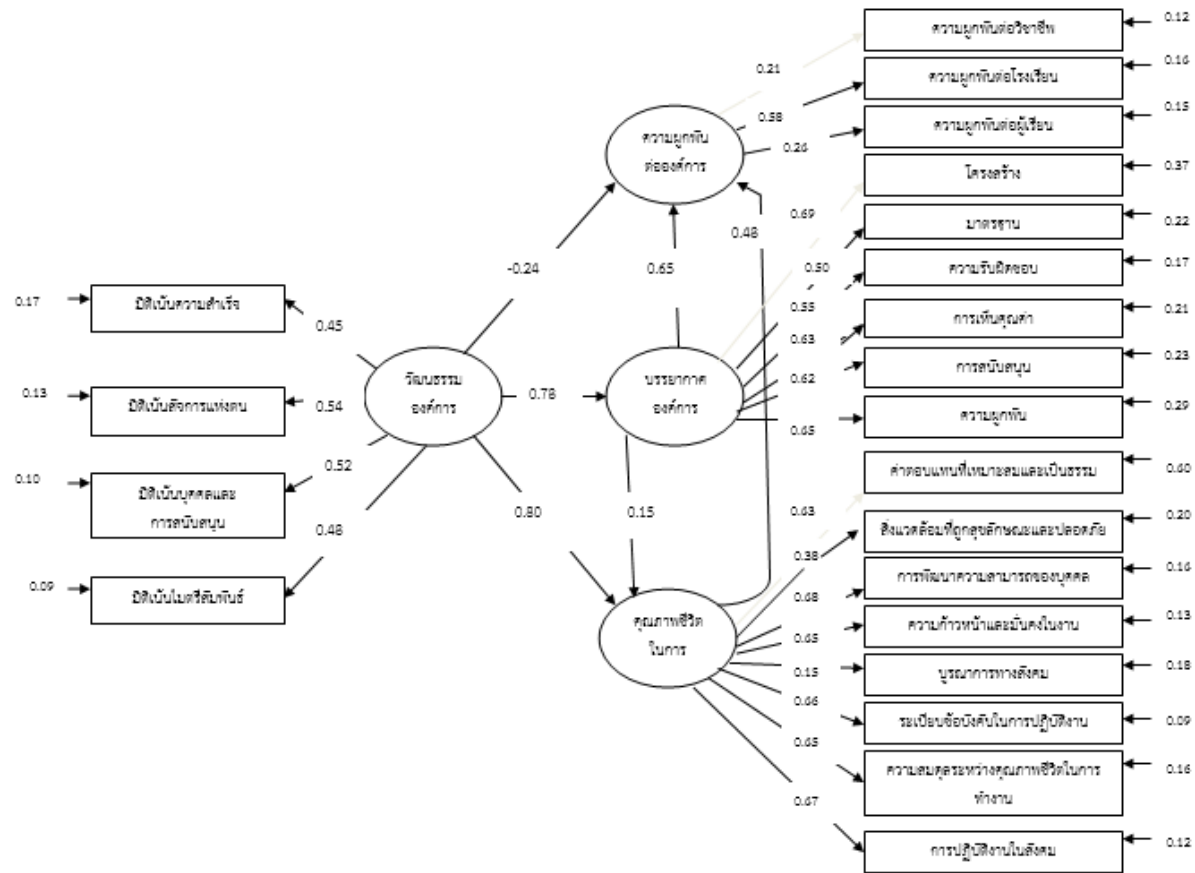 ความผูกพันต่อวิชาชีพ
0.12
0.21
ความผูกพันต่อโรงเรียน
0.16
0.58
ความผูกพันต่อผู้เรียน
0.15
0.26
ความผูกพัน
ต่อองค์การ
โครงสร้าง
0.37
0.69
มาตรฐาน
0.22
0.48
-0.24
0.65
0.50
ความรับผิดชอบ
0.17
0.17
มิติเน้นความสำเร็จ
0.45
0.55
การเห็นคุณค่า
0.21
0.63
การสนับสนุน
0.23
วัฒนธรรม
องค์การ
0.78
บรรยากาศ
องค์การ
0.62
0.13
มิติเน้นสัจการแห่งตน
0.54
0.65
ความผูกพัน
0.29
0.52
ค่าตอบแทนที่เหมาะสมและเป็นธรรม
0.60
0.10
มิติเน้นบุคคลและ
การสนับสนุน
0.48
0.80
0.15
0.63
สิ่งแวดล้อมที่ถูกสุขลักษณะและปลอดภัย
0.20
0.38
การพัฒนาความสามารถของบุคคล
0.16
0.09
มิติเน้นไมตรีสัมพันธ์
0.68
คุณภาพชีวิต
ในการ
ความก้าวหน้าและมั่นคงในงาน
0.13
0.65
บูรณาการทางสังคม
0.18
0.15
0.66
ระเบียบข้อบังคับในการปฏิบัติงาน
0.09
0.65
ความสมดุลระหว่างคุณภาพชีวิตในการ
ทำงาน
0.16
0.67
การปฏิบัติงานในสังคม
0.12